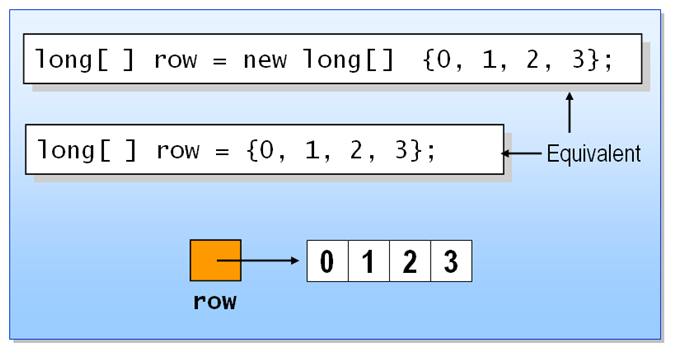 long[ ] row = new long[] {0, 1, 2, 3};
long[ ] row = {0, 1, 2, 3};
Equivalent
0 1 2 3
row